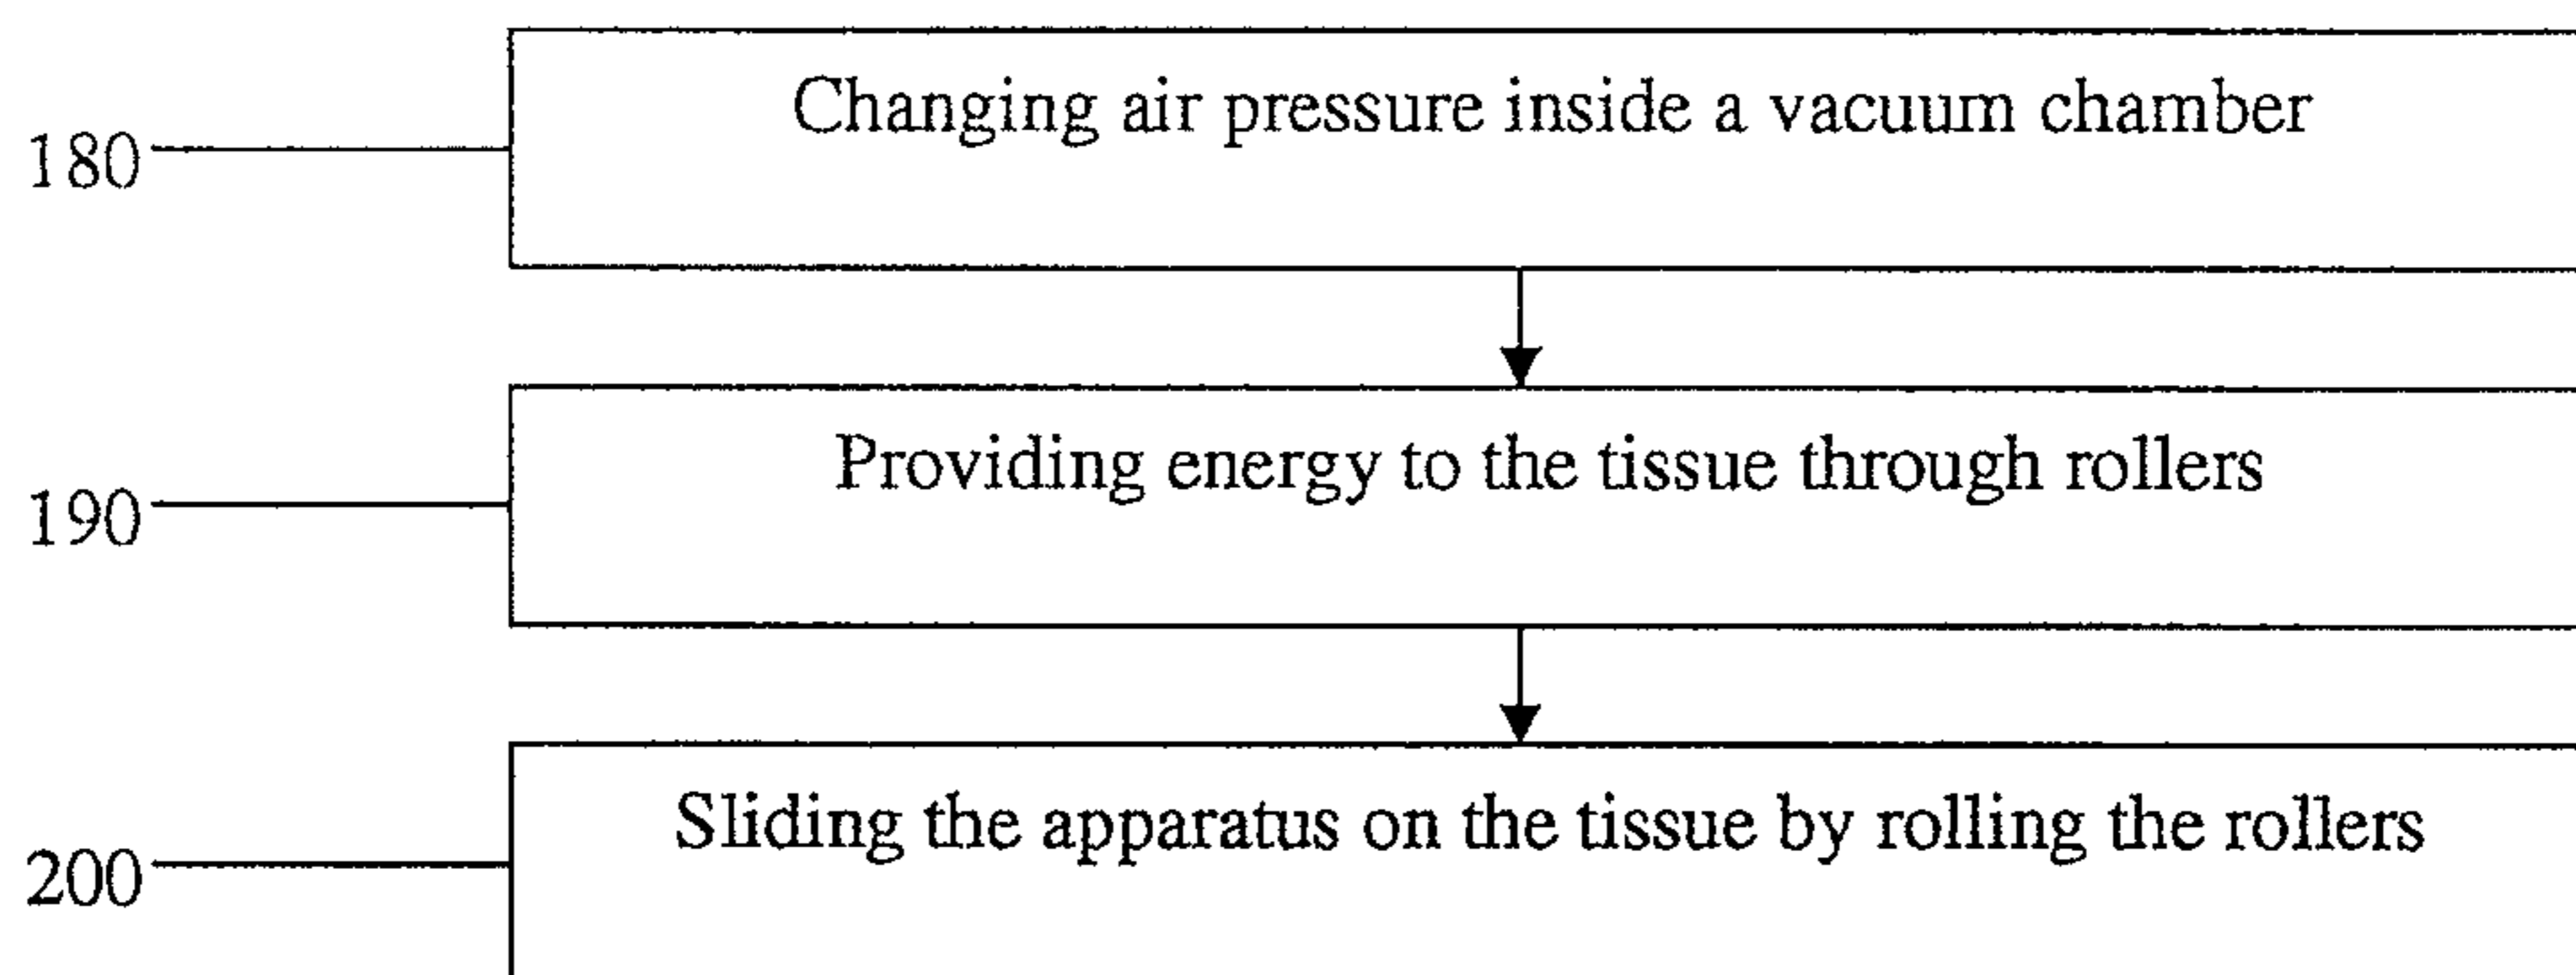 Changing air pressure inside a vacuum chamber
180
Providing energy to the tissue through rollers
190
Sliding the apparatus on the tissue by rolling the rollers
200